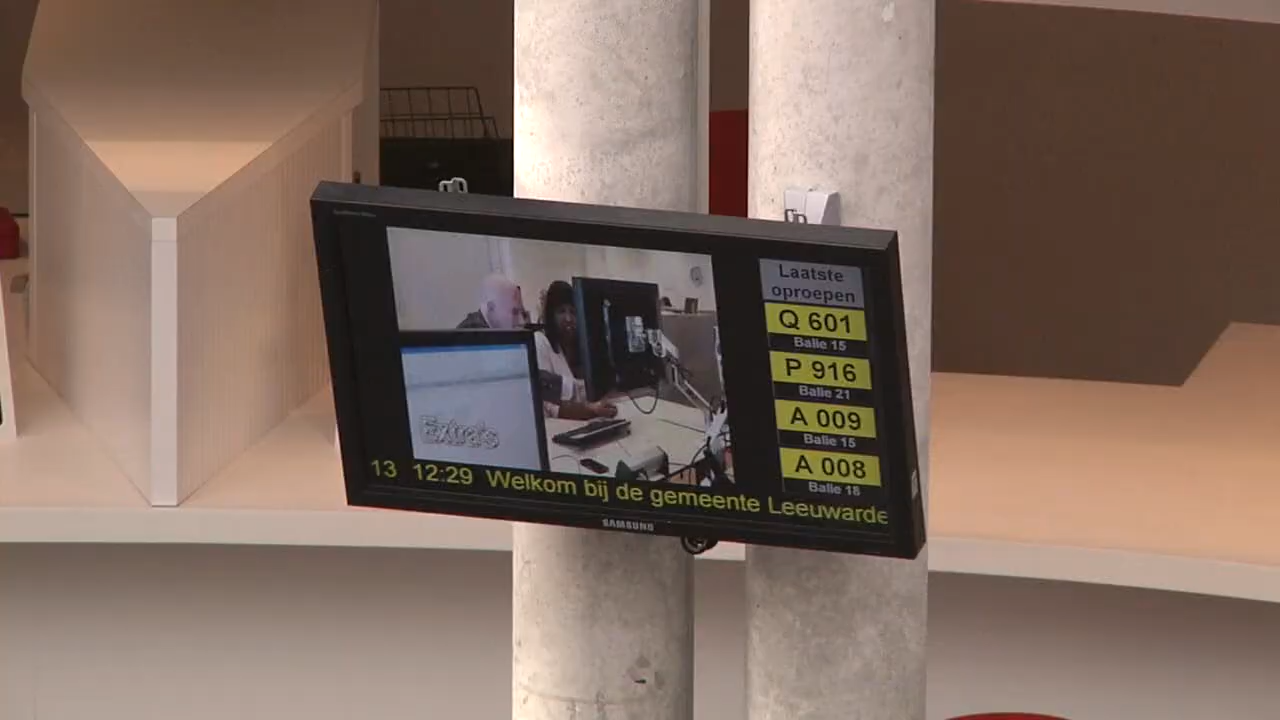 Laatste
oproepen
Q 601
Balie 15
P 916
Balie 21
A 009
Balie 15
A 008
Balie 18
Extra's
13 12:29 Welkom bij de gemeente Leeuwarde
SAMSUNG